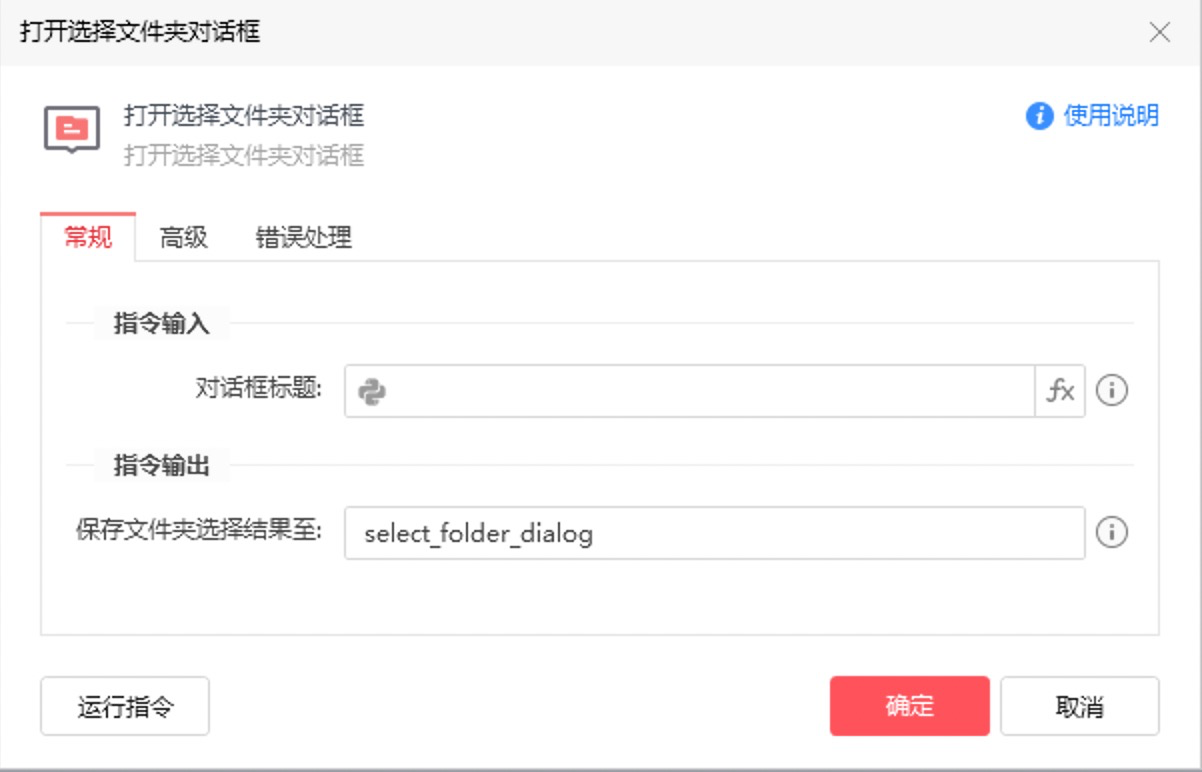 打开选择文件夹对话框
打开选择文件夹对话框
使用说明
打开选择文件夹对话框
常规 高级 错误处理
指令输入
对话框标题: fx
指令输出
保存文件夹选择结果至: select_folder_dialog
运行指令 确定 取消